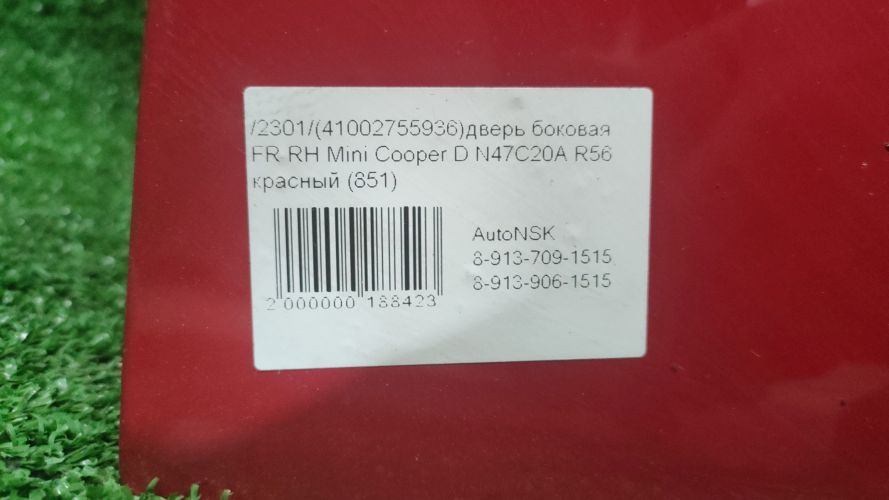 /2301/(41002755936)дверь боковая
FR RH Mini Cooper D N47C20A R56
красный (851)
AutoNSK
8-913-709-1515
8-913-906-1515
2 000000 188423